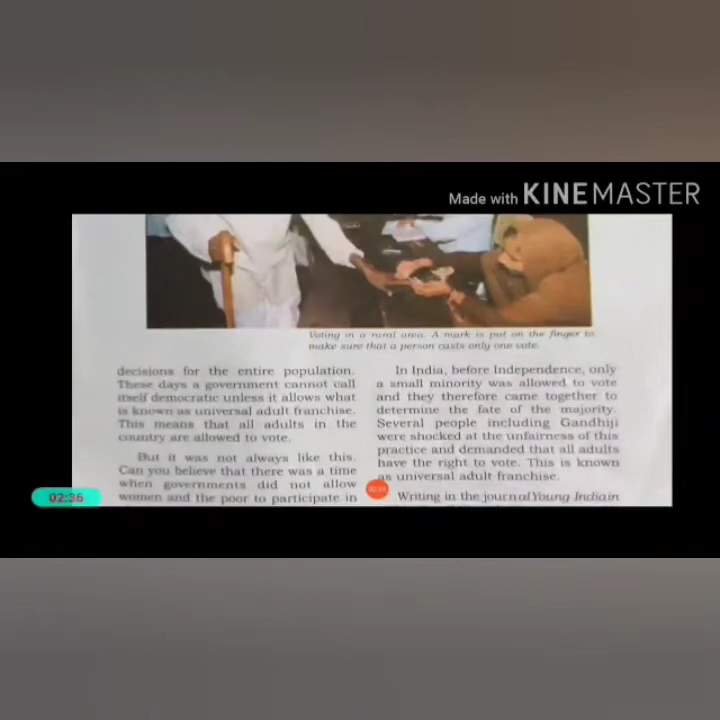 Made with KINEMASTER
Voting in a rural area. A mark is put on the finger to
make sure that a person casts only one vote.
decisions for the entire population.
These days a government cannot call
itself democratic unless it allows what
is known as universal adult franchise.
This means that all adults in the
country are allowed to vote.
But it was not always like this.
Can you believe that there was a time
when governments did not allow
women and the poor to participate in
In India, before Independence, only
a small minority was allowed to vote
and they therefore came together to
determine the fate of the majority.
Several people including Gandhiji
were shocked at the unfairness of this
practice and demanded that all adults
have the right to vote. This is known
as universal adult franchise.
Writing in the journal Young India in
02:36